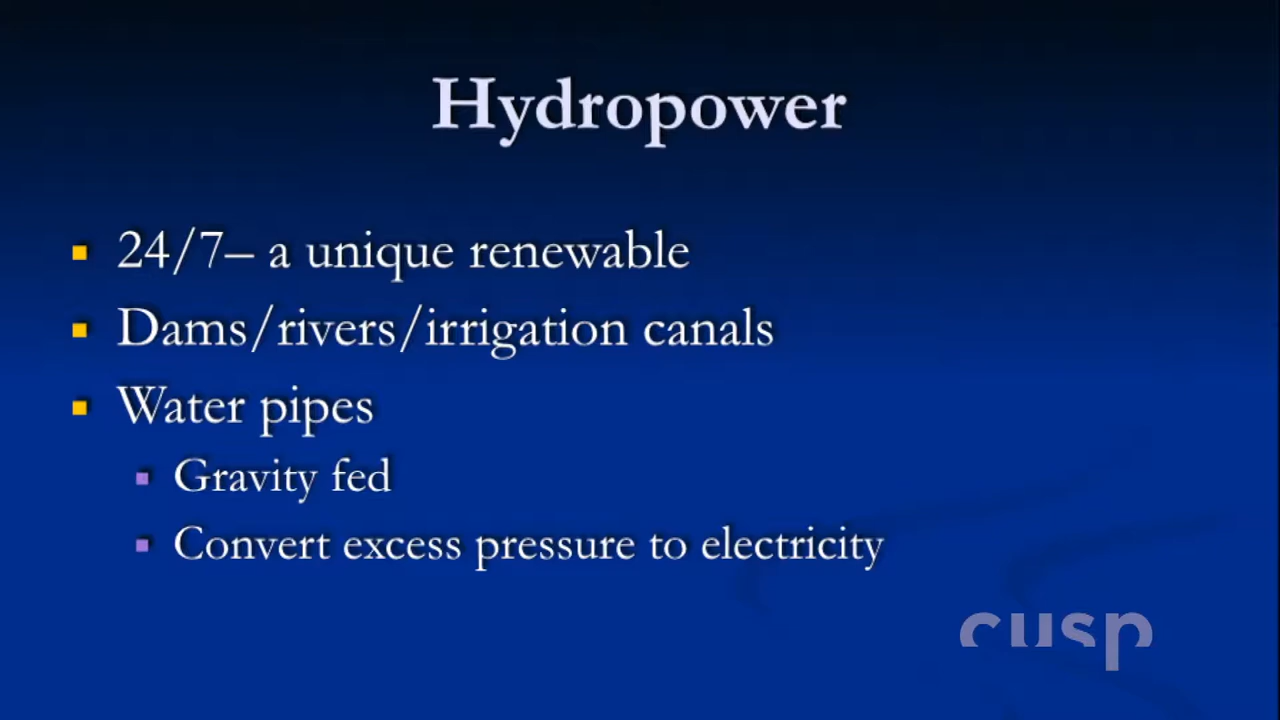 Hydropower
24/7– a unique renewable
Dams/rivers/irrigation canals
Water pipes
Gravity fed
Convert excess pressure to electricity
cusp